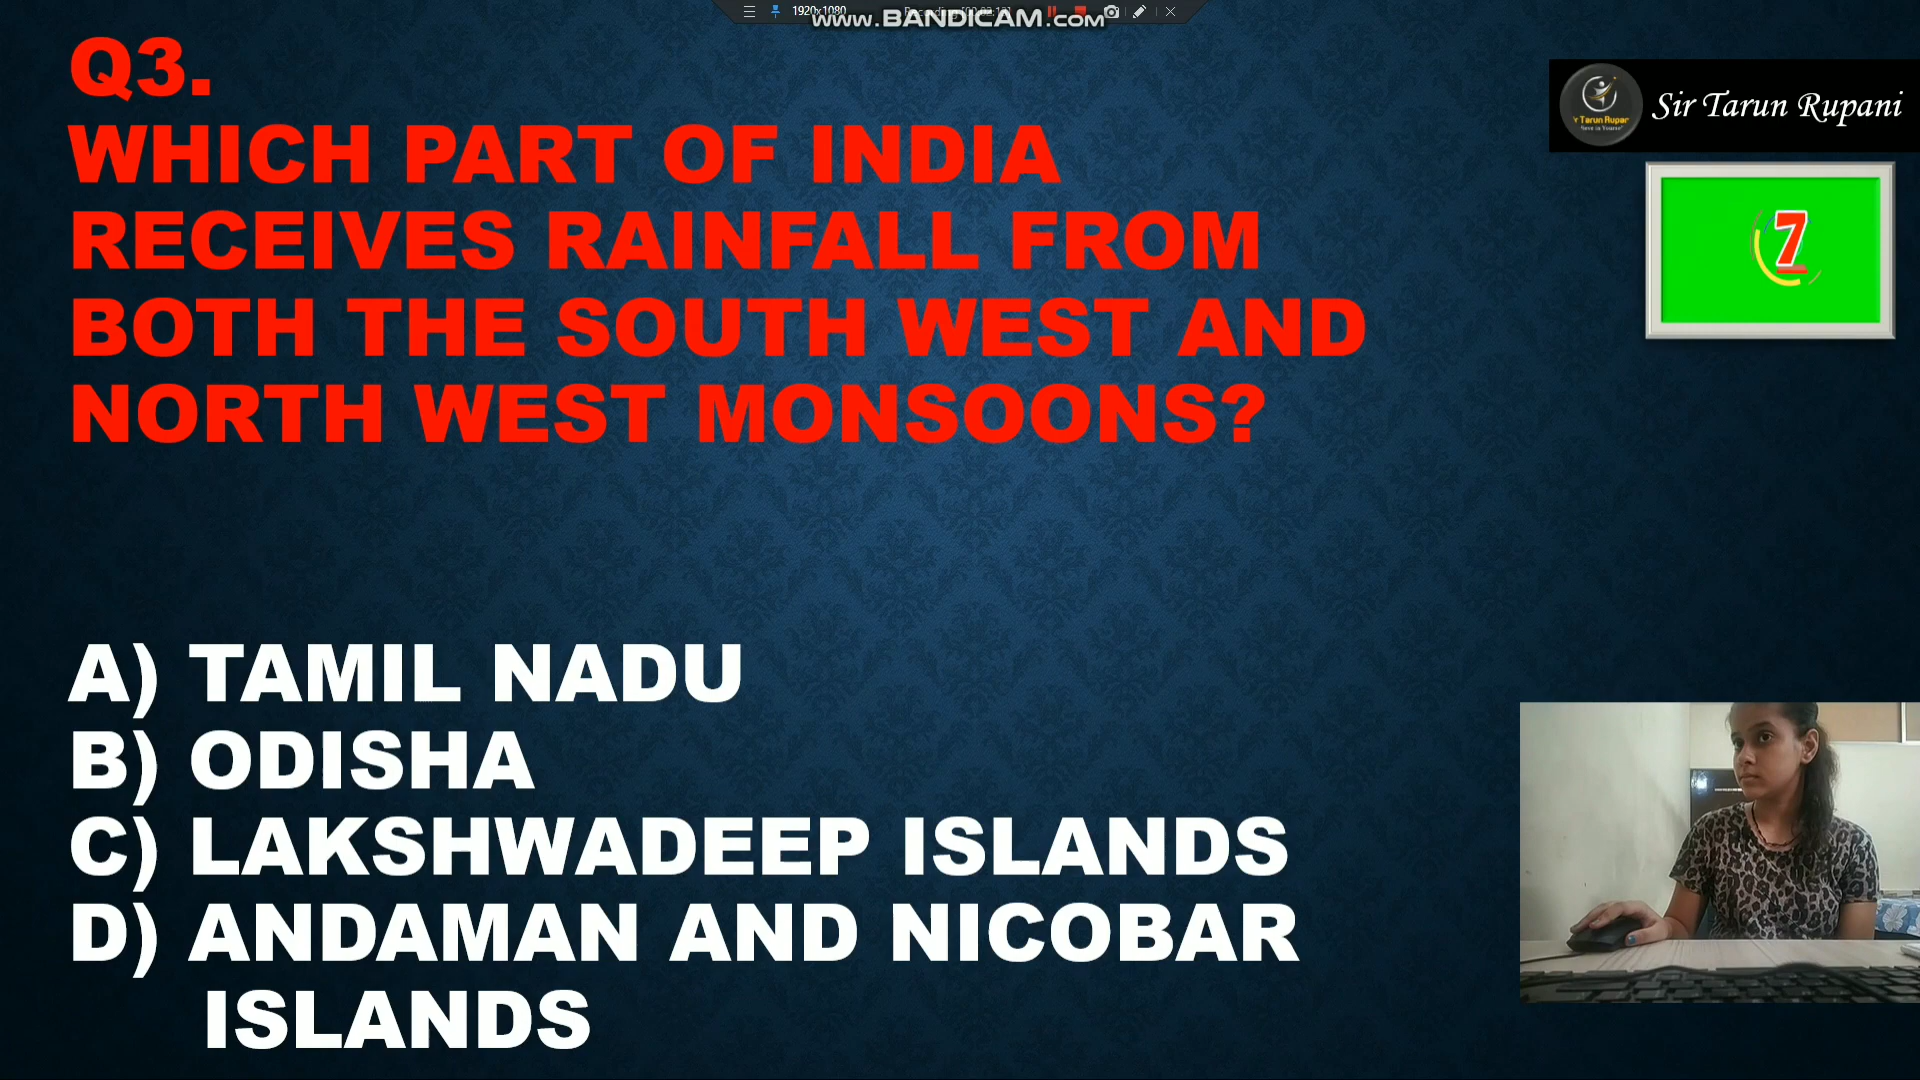 1920x1080
www.BANDICAM.com
Q3.
WHICH PART OF INDIA
RECEIVES RAINFALL FROM
BOTH THE SOUTH WEST AND
NORTH WEST MONSOONS?
Sir Tarun Rupani
7
A) TAMIL NADU
B) ODISHA
C) LAKSHWADEEP ISLANDS
D) ANDAMAN AND NICOBAR
ISLANDS